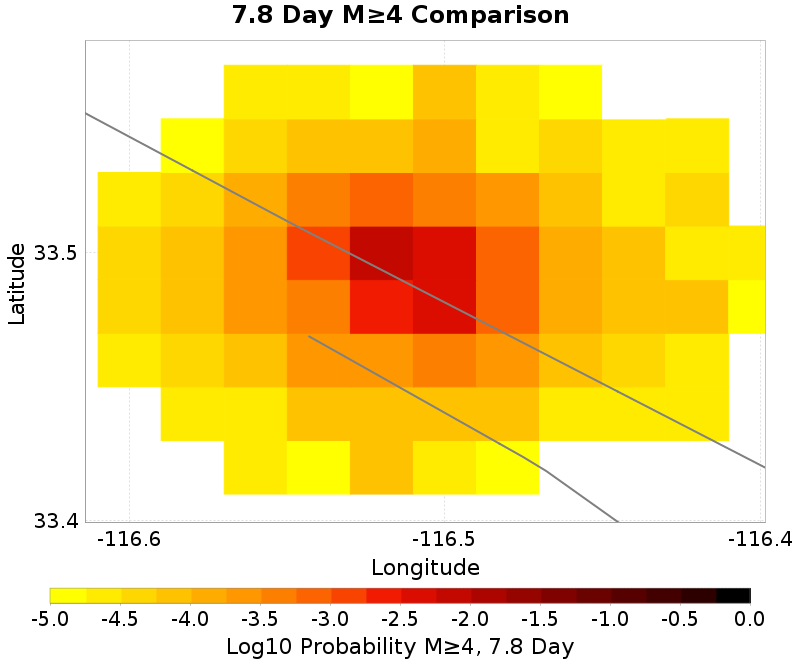 7.8 Day M≥4 Comparison
Latitude
33.5
33.4
-116.6 -116.5 -116.4
Longitude
-5.0 -4.5 -4.0 -3.5 -3.0 -2.5 -2.0 -1.5 -1.0 -0.5 0.0
Log10 Probability M≥4, 7.8 Day